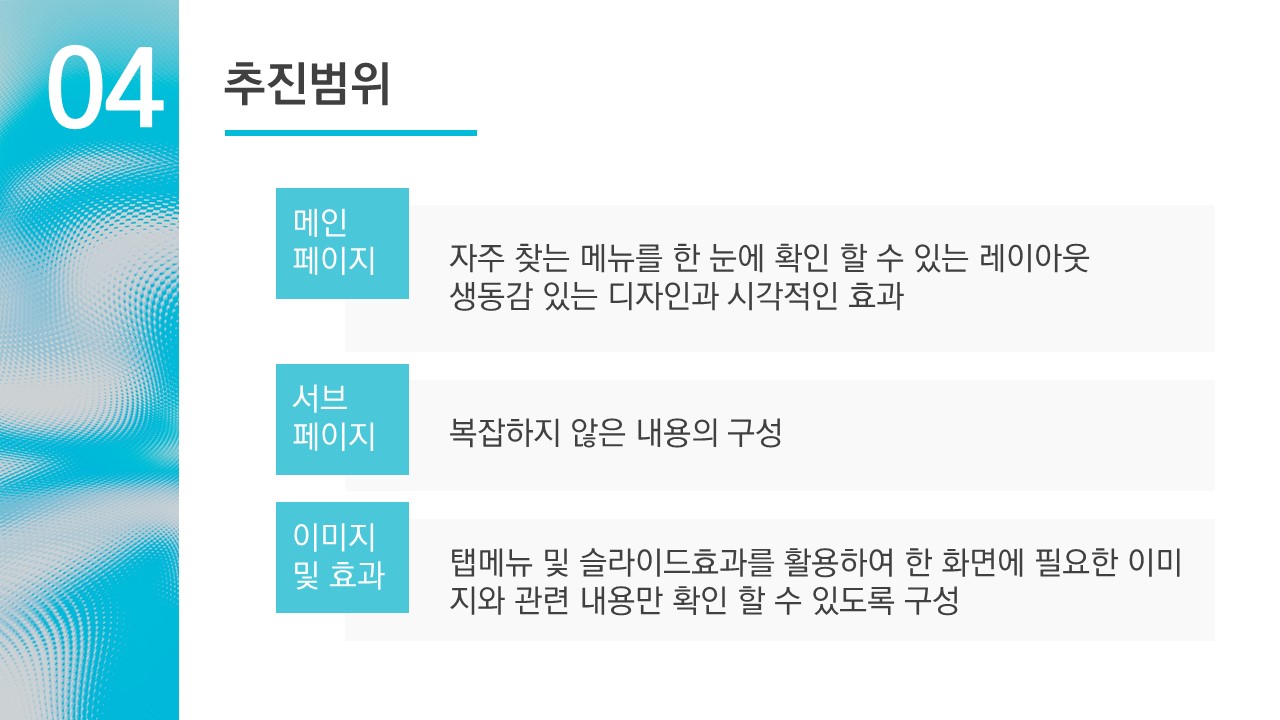 04
추진범위
메인
페이지
자주 찾는 메뉴를 한 눈에 확인 할 수 있는 레이아웃
생동감 있는 디자인과 시각적인 효과
서브
페이지
복잡하지 않은 내용의 구성
이미지
및 효과
탭메뉴 및 슬라이드효과를 활용하여 한 화면에 필요한 이미
지와 관련 내용만 확인 할 수 있도록 구성